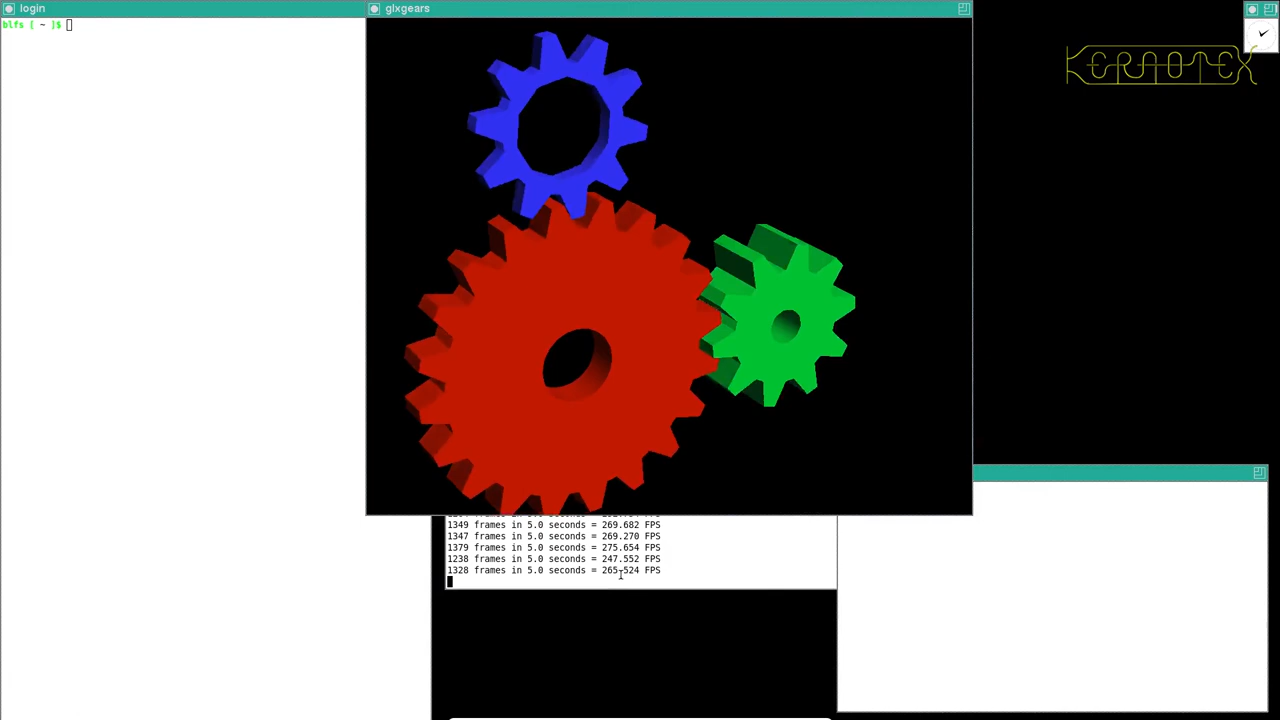 login
glxgears
blfs [ ~ ]$
KERNOTEX
1349 frames in 5.0 seconds = 269.682 FPS
1347 frames in 5.0 seconds = 269.270 FPS
1379 frames in 5.0 seconds = 275.654 FPS
1238 frames in 5.0 seconds = 247.552 FPS
1328 frames in 5.0 seconds = 265.524 FPS